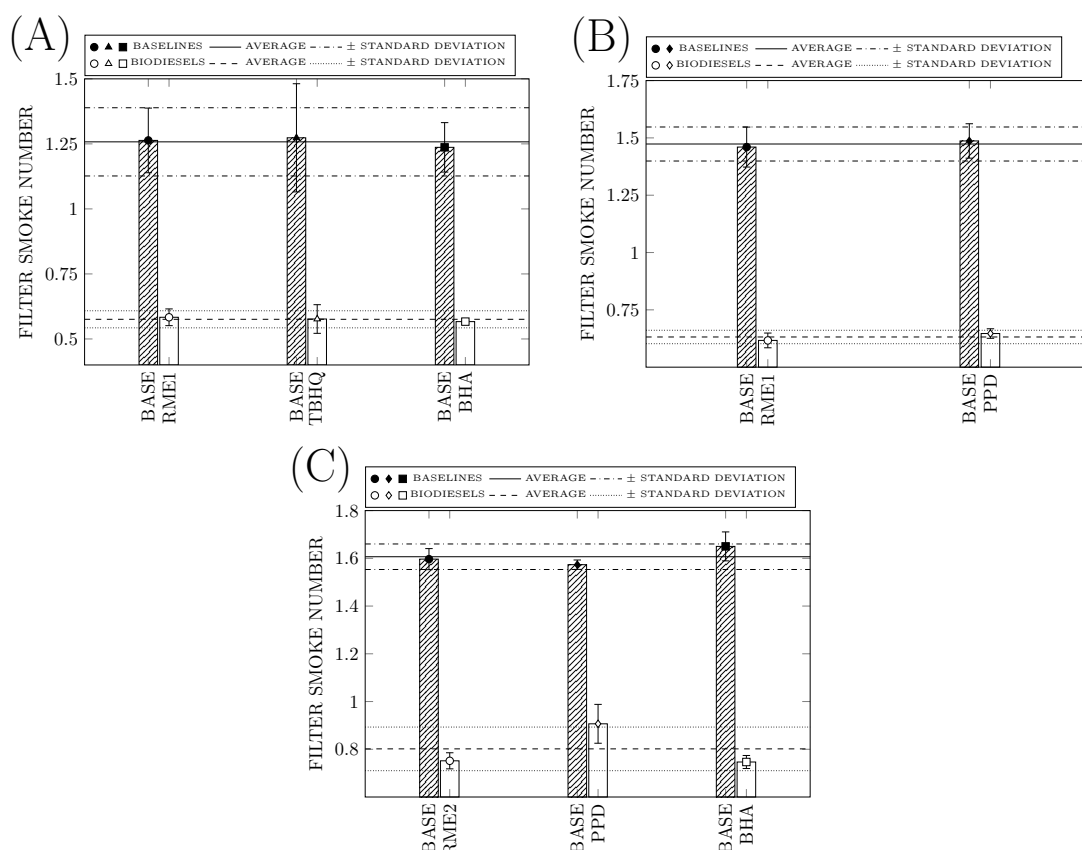 (A)
BASELINES AVERAGE ± STANDARD DEVIATION
BIODIESELS AVERAGE ± STANDARD DEVIATION
1.5
1.25
1
0.75
0.5
FILTER SMOKE NUMBER
BASE
RME1
BASE
TBHQ
BASE
BHA
(B)
BASELINES AVERAGE ± STANDARD DEVIATION
BIODIESELS AVERAGE ± STANDARD DEVIATION
1.75
1.5
1.25
1
0.75
FILTER SMOKE NUMBER
BASE
RME1
BASE
PPD
(C)
BASELINES AVERAGE ± STANDARD DEVIATION
BIODIESELS AVERAGE ± STANDARD DEVIATION
1.8
1.6
1.4
1.2
1
0.8
FILTER SMOKE NUMBER
BASE
RME2
BASE
PPD
BASE
BHA